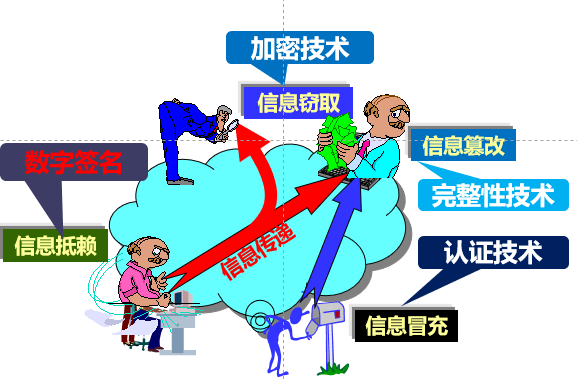 加密技术
信息窃取
信息篡改
数字签名
完整性技术
信息抵赖
信息传递
认证技术
信息冒充